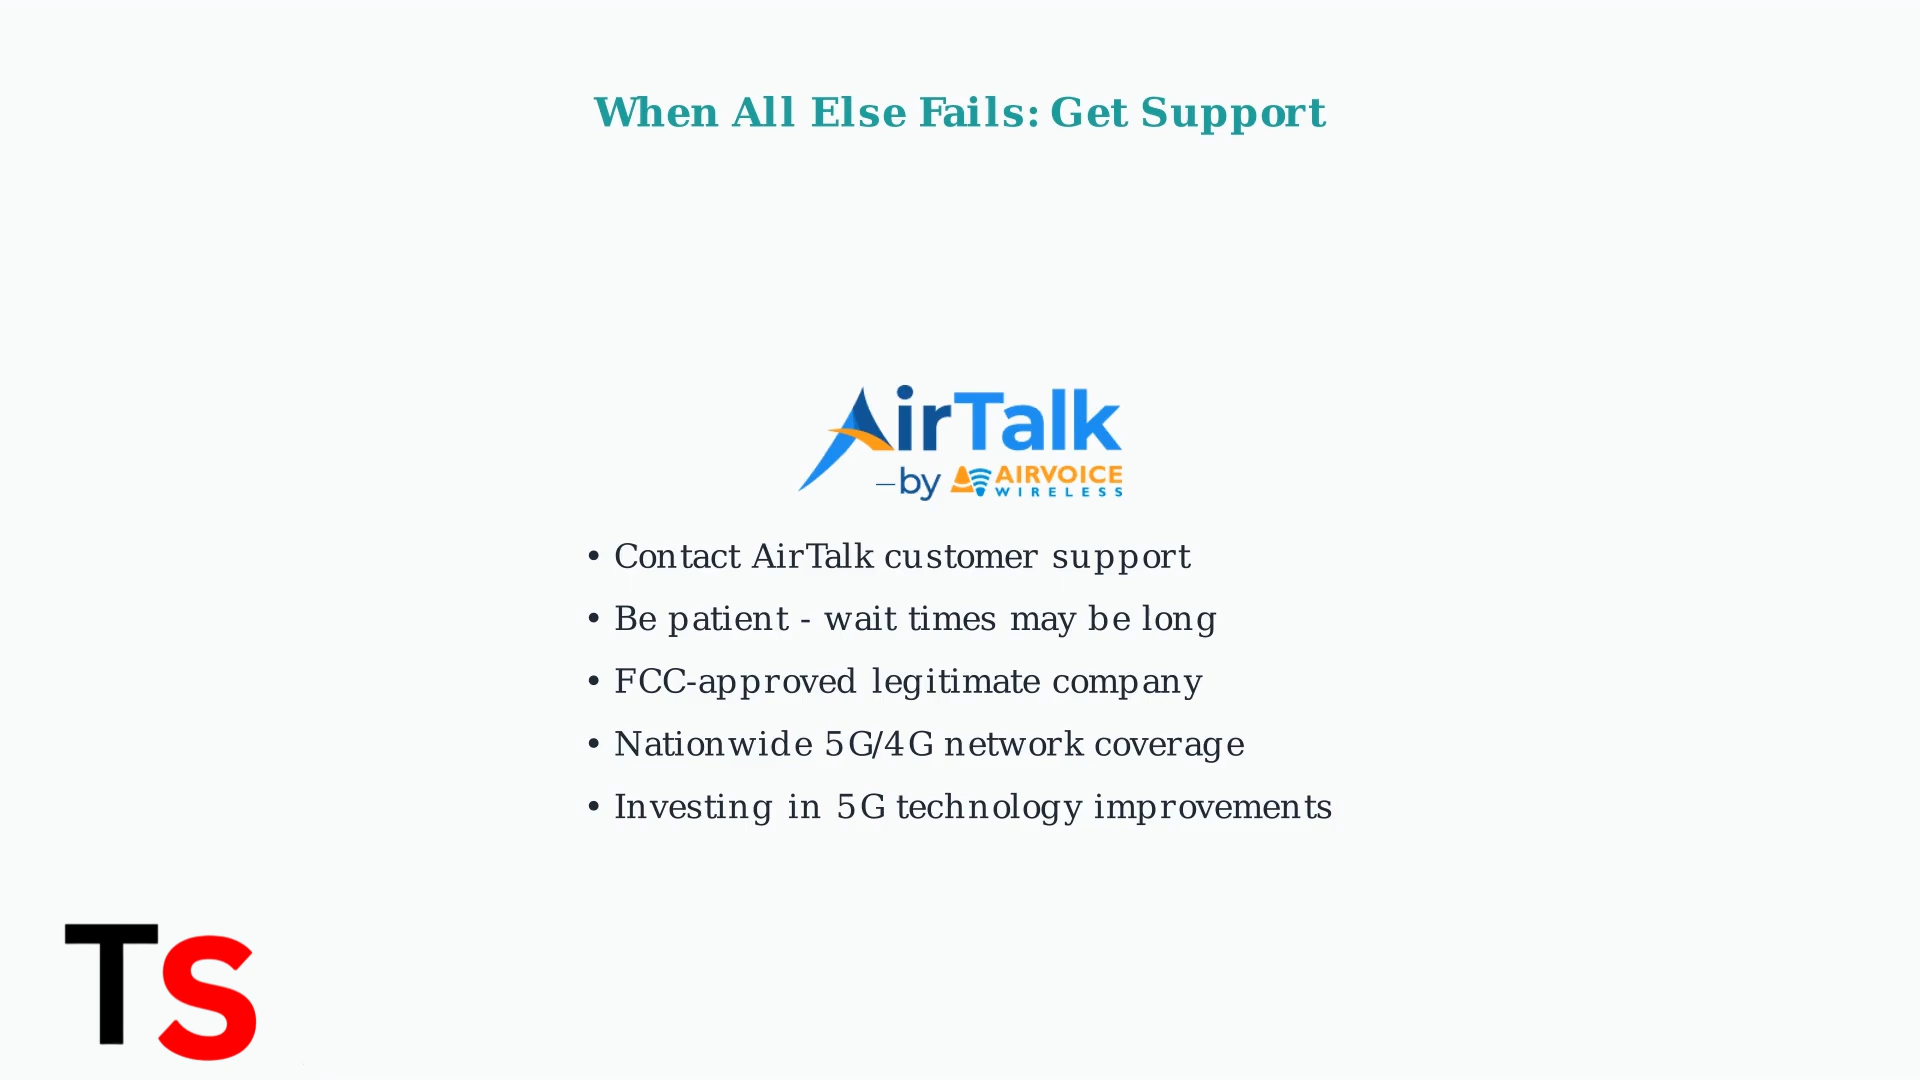 When All Else Fails: Get Support
AirTalk
—by AIRVOICE
WIRELESS
• Contact AirTalk customer support
• Be patient - wait times may be long
• FCC-approved legitimate company
• Nationwide 5G/4G network coverage
• Investing in 5G technology improvements
TS